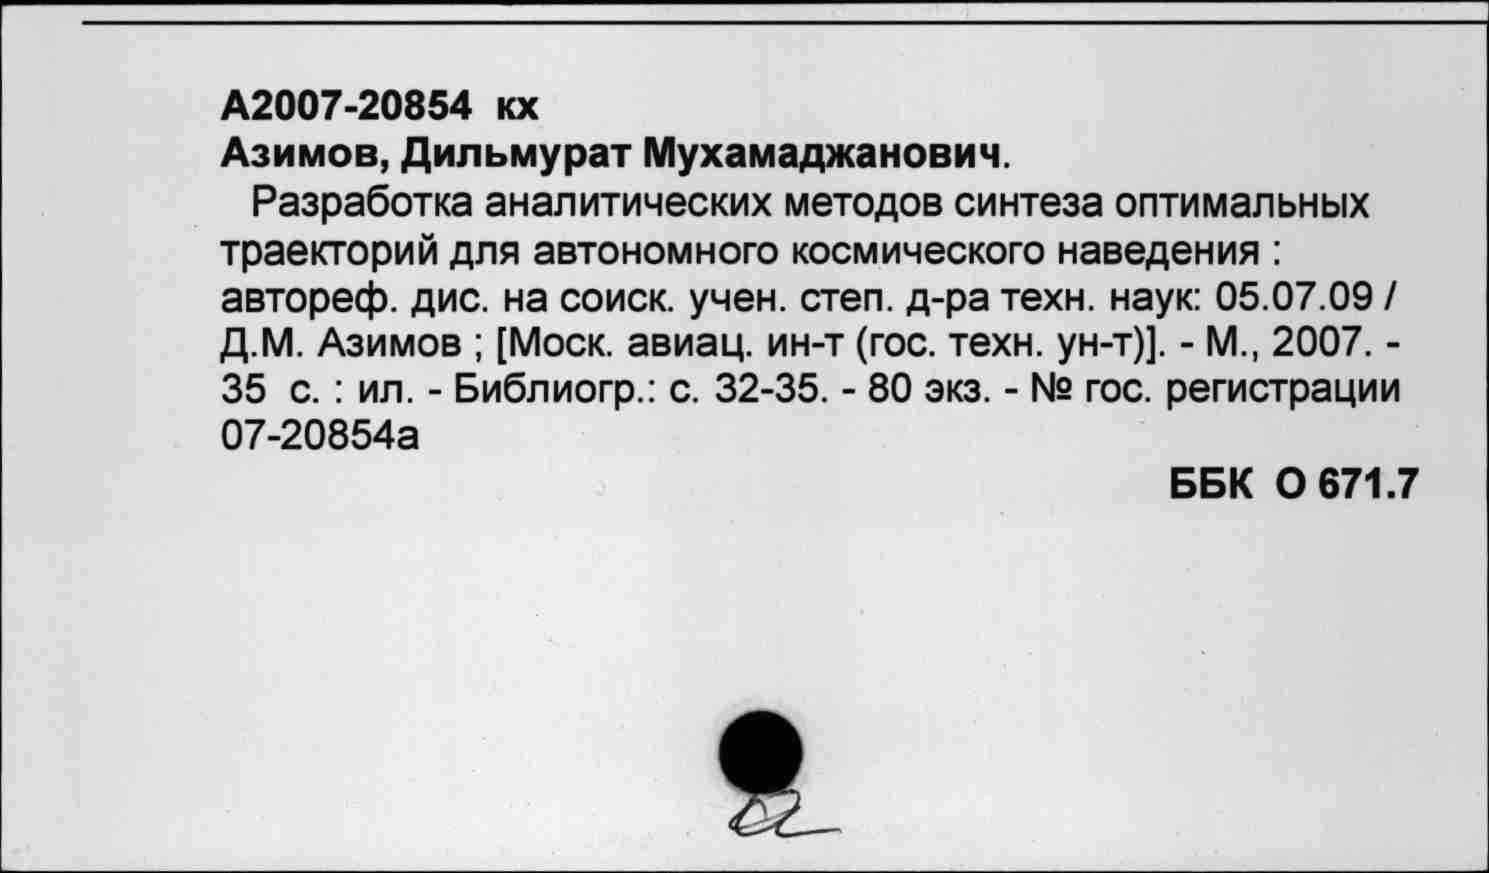 А2007-20854 кх
Азимов, Дильмурат Мухамаджанович.
Разработка аналитических методов синтеза оптимальных
траекторий для автономного космического наведения :
автореф. дис. на соиск. учен. степ. д-ра техн. наук: 05.07.09 /
Д.М. Азимов ; [Моск. авиац. ин-т (гос. техн. ун-т)]. - М., 2007. -
35 с. : ил. - Библиогр.: с. 32-35. - 80 экз. - № гос. регистрации
07-20854а
ББК О 671.7
а